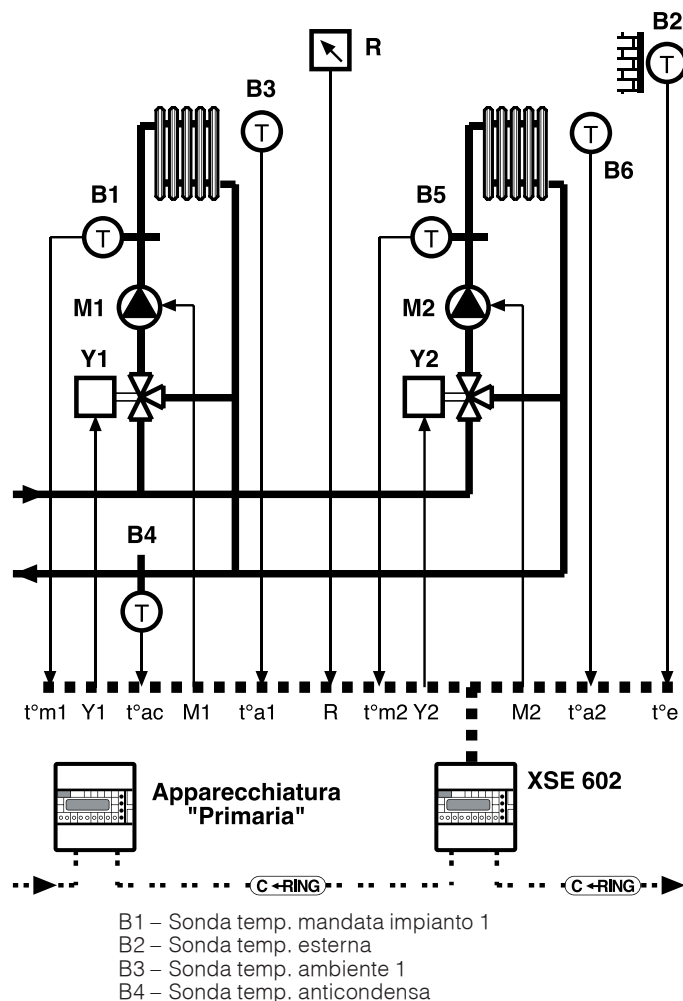 B2
R
T
B3
T
T
B6
B1
B5
T
T
M1
M2
Y1
Y2
B4
T
t°m1 Y1 t°ac M1 t°a1 R t°m2 Y2 M2 t°a2 t°e
XSE 602
Apparecchiatura
"Primaria"
C RING
C RING
B1 – Sonda temp. mandata impianto 1
B2 – Sonda temp. esterna
B3 – Sonda temp. ambiente 1
B4 – Sonda temp. anticondensa